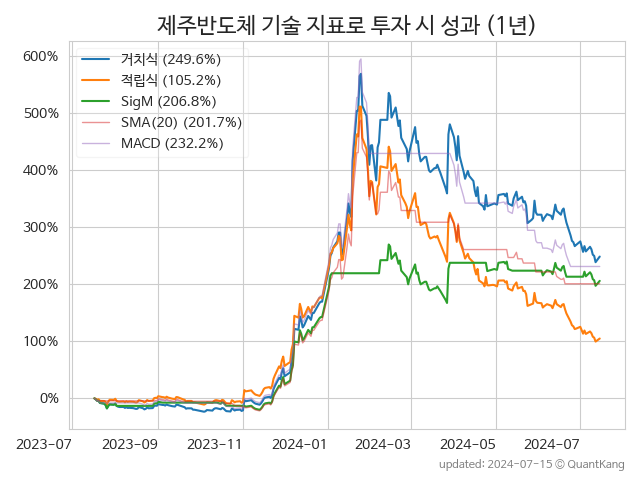 제주반도체 기술 지표로 투자 시 성과 (1년)
600%
500%
400%
300%
200%
100%
0%
거치식 (249.6%)
적립식 (105.2%)
SigM (206.8%)
SMA(20) (201.7%)
MACD (232.2%)
2023-07 2023-09 2023-11 2024-01 2024-03 2024-05 2024-07
updated: 2024-07-15 © QuantKang